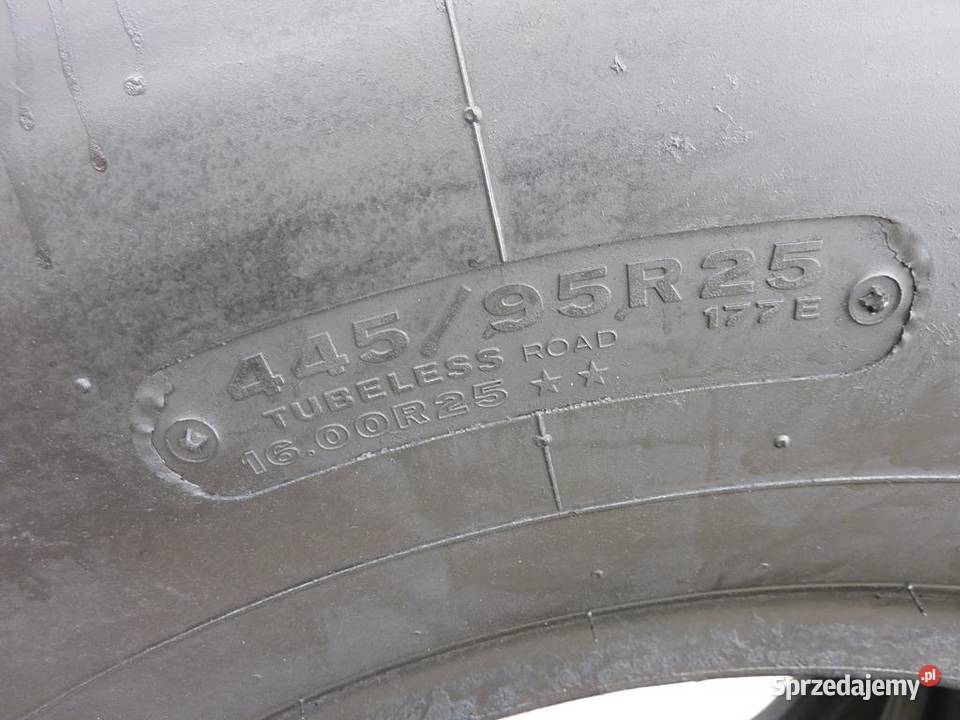 445/95R25
177E
TUBELESS ROAD
16.00R25 ☆☆
Sprzedajemy.pl